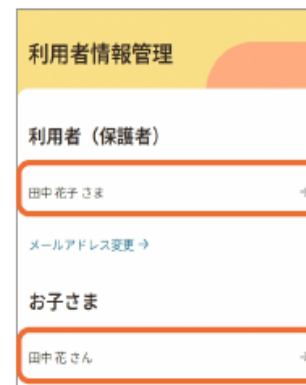 利用者情報管理
利用者（保護者）
田中 花子 さま
メールアドレス変更 →
お子さま
田中 花 さん